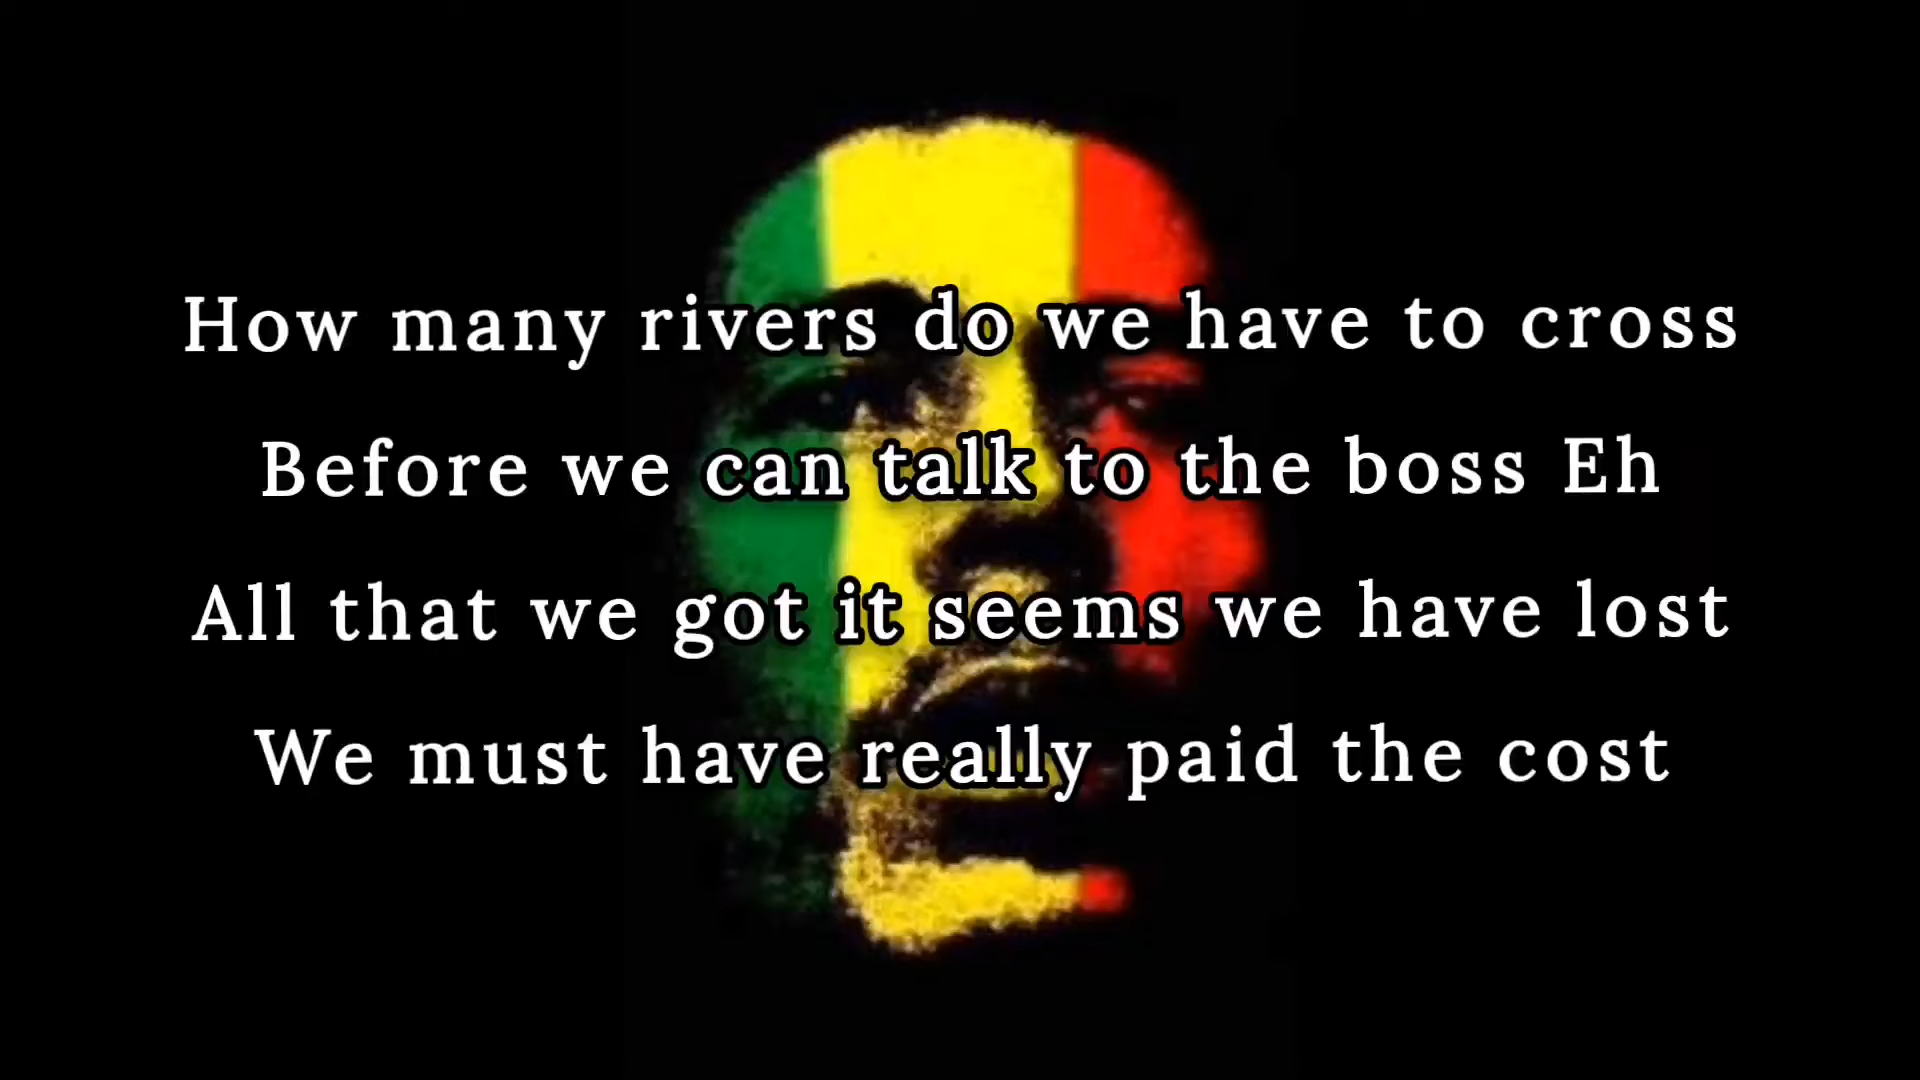 How many rivers do we have to cross
Before we can talk to the boss Eh
All that we got it seems we have lost
We must have really paid the cost